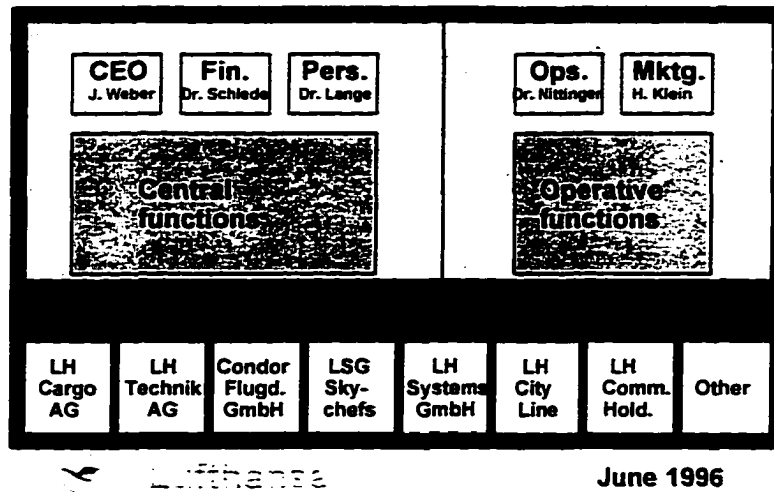 CEO
J. Weber
Fin.
Dr. Schlede
Pers.
Dr. Lange
Ops.
Dr. Nittinger
Mktg.
H. Klein
Central
functions
Operative
functions
LH
Cargo
AG
LH
Technik
AG
Condor
Flugd.
GmbH
LSG
Sky-
chefs
LH
Systems
GmbH
LH
City
Line
LH
Comm.
Hold.
Other
Lufthansa
June 1996